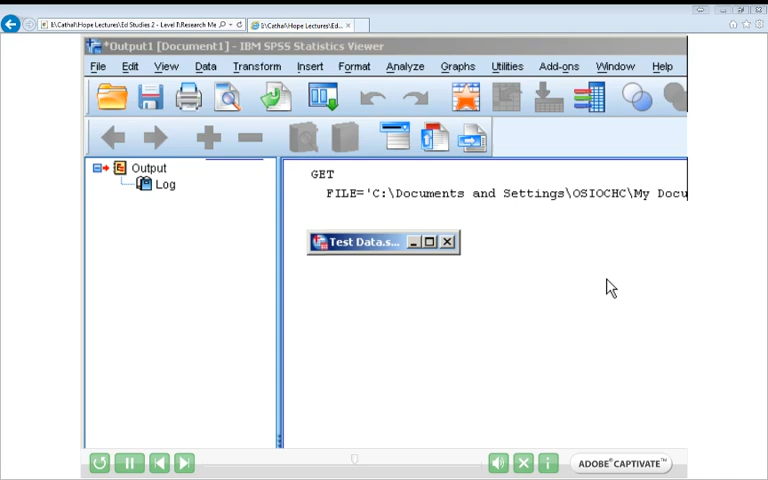 E:\Cathal\Hope Lectures\Ed Studies 2 - Level I\Research Me
E:\Cathal\Hope Lectures\Ed...
*Output1 [Document1] - IBM SPSS Statistics Viewer
File Edit View Data Transform Insert Format Analyze Graphs Utilities Add-ons Window Help
Output
Log
GET
FILE='C:\Documents and Settings\OSIOCHC\My Docu
Test Data.s...
ADOBE® CAPTIVATE™